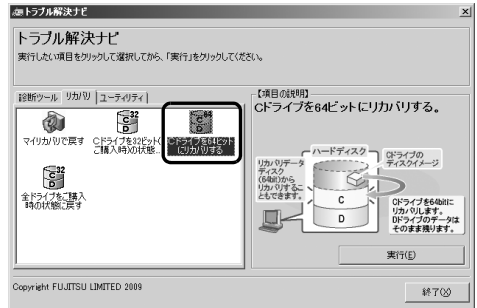 トラブル解決ナビ
トラブル解決ナビ
実行したい項目をクリックして選択してから、「実行」をクリックしてください。
診断ツール リカバリ ユーティリティ
マイリカバリで戻す
32
C
D
Cドライブを32ビット(
ご購入時)の状態...
64
C
D
Cドライブを64ビット
にリカバリする
32
C
D
全ドライブをご購入
時の状態に戻す
【項目の説明】
Cドライブを64ビットにリカバリする。
ハードディスク
Cドライブの
ディスクイメージ
リカバリデータ
ディスク
(64bit)から
リカバリするこ
ともできます。
C
D
Cドライブを64bitに
リカバリします。
Dドライブのデータは
そのまま残ります。
実行(E)
Copyright FUJITSU LIMITED 2009
終了(X)